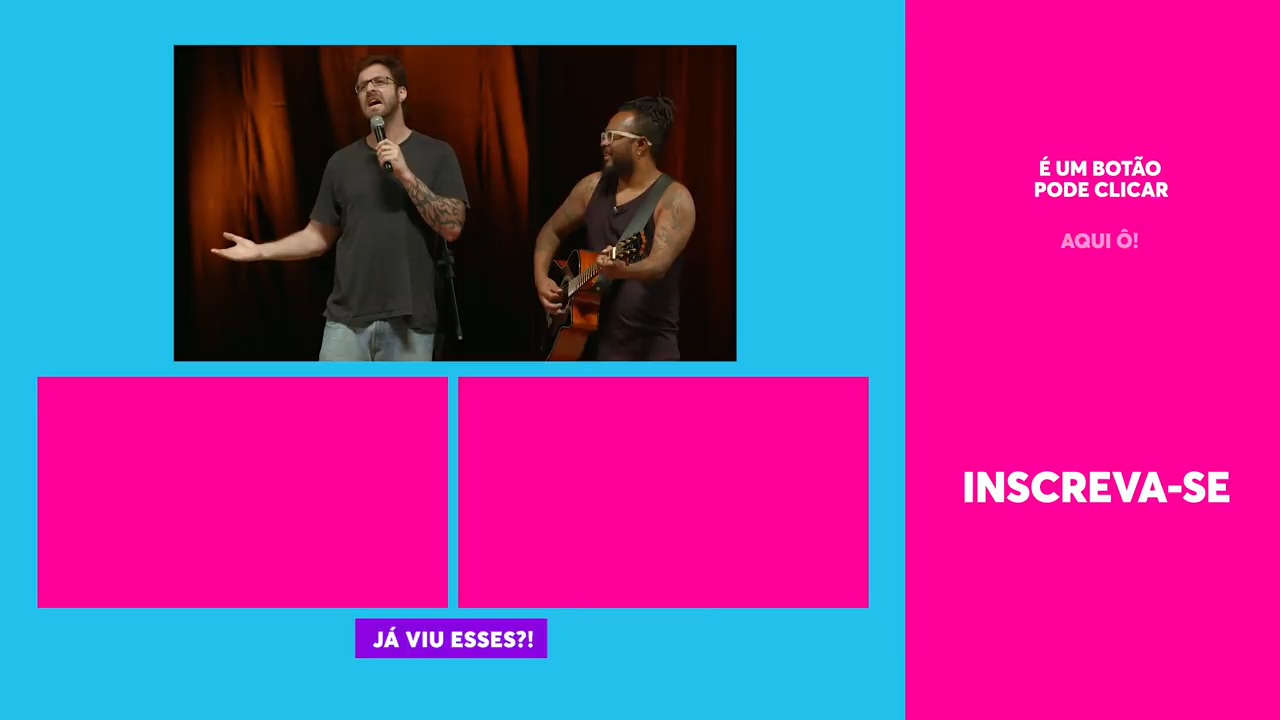 É UM BOTÃO
PODE CLICAR
AQUI Ô!
INSCREVA-SE
JÁ VIU ESSES?!